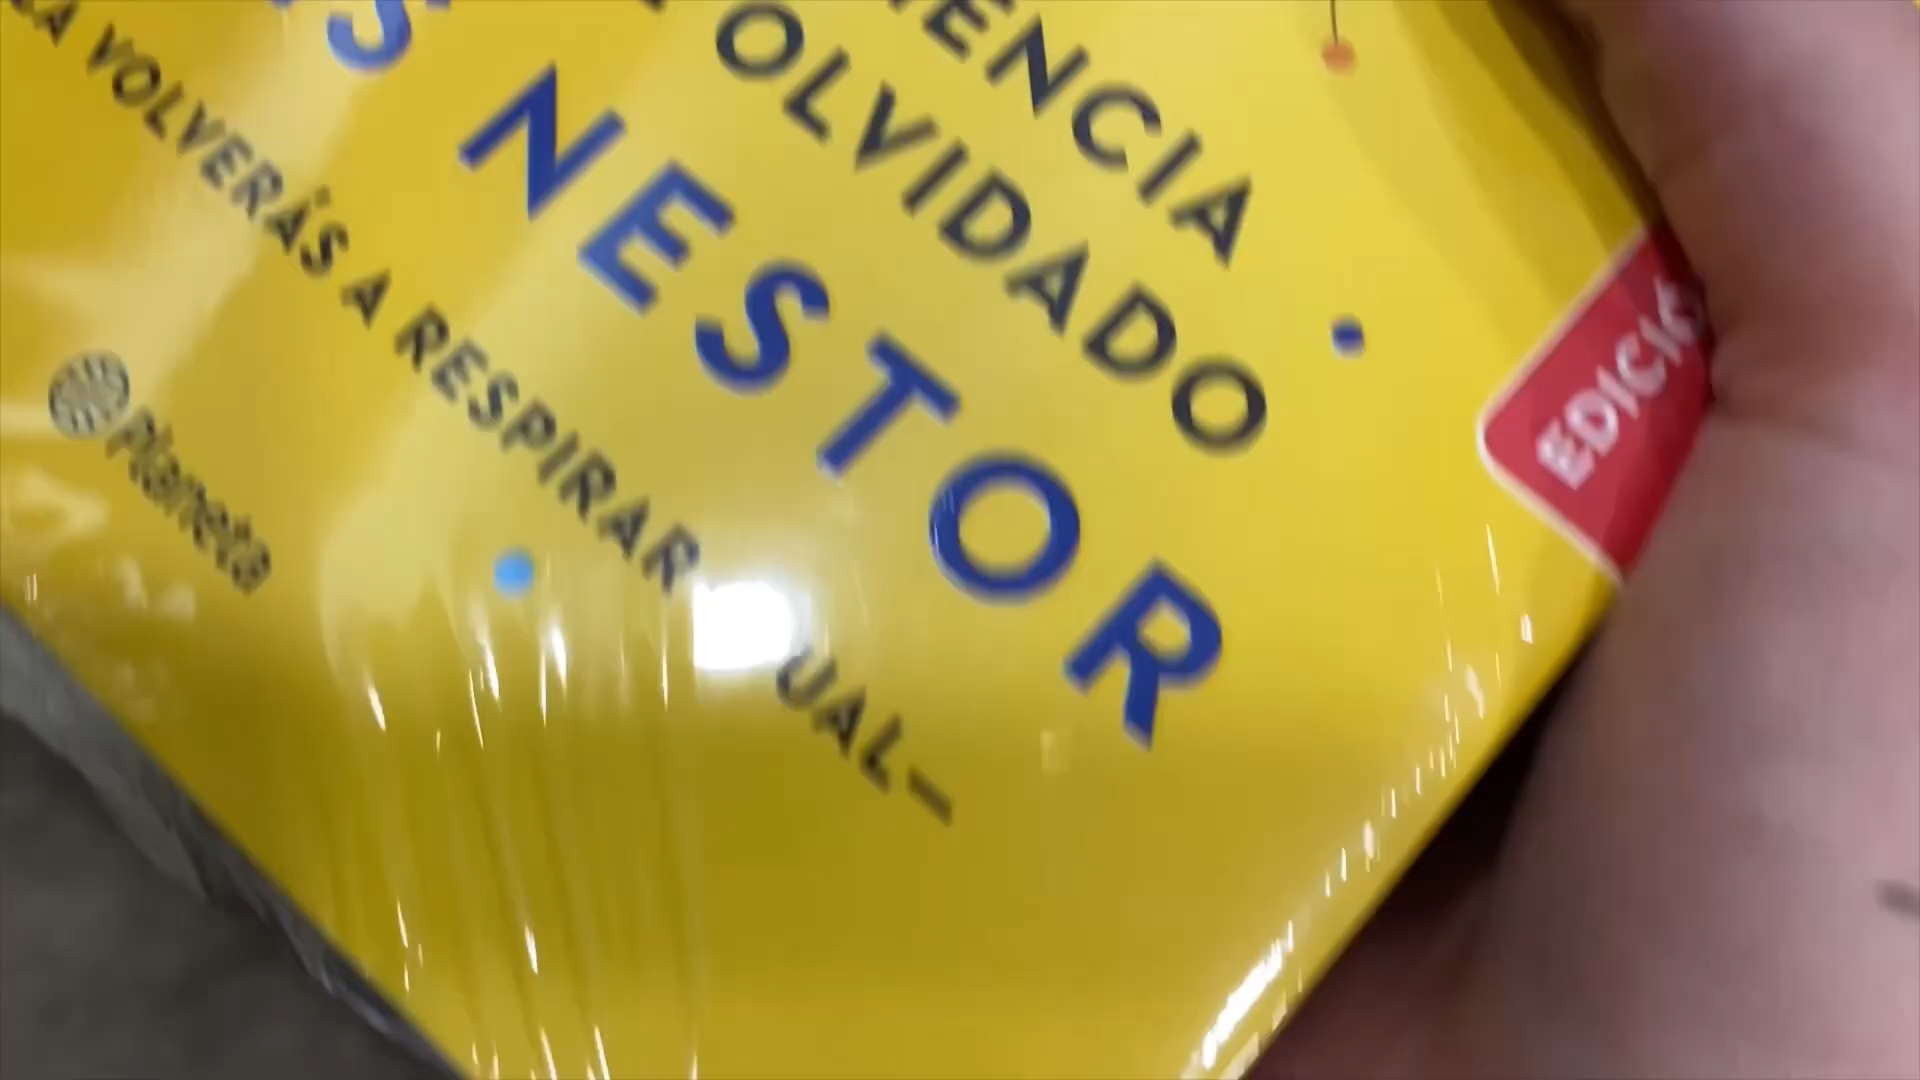 ENCIA
OLVIDADO
S NESTOR
A VOLVERÁS A RESPIRAR UAL—
Planeta
EDICIÓ